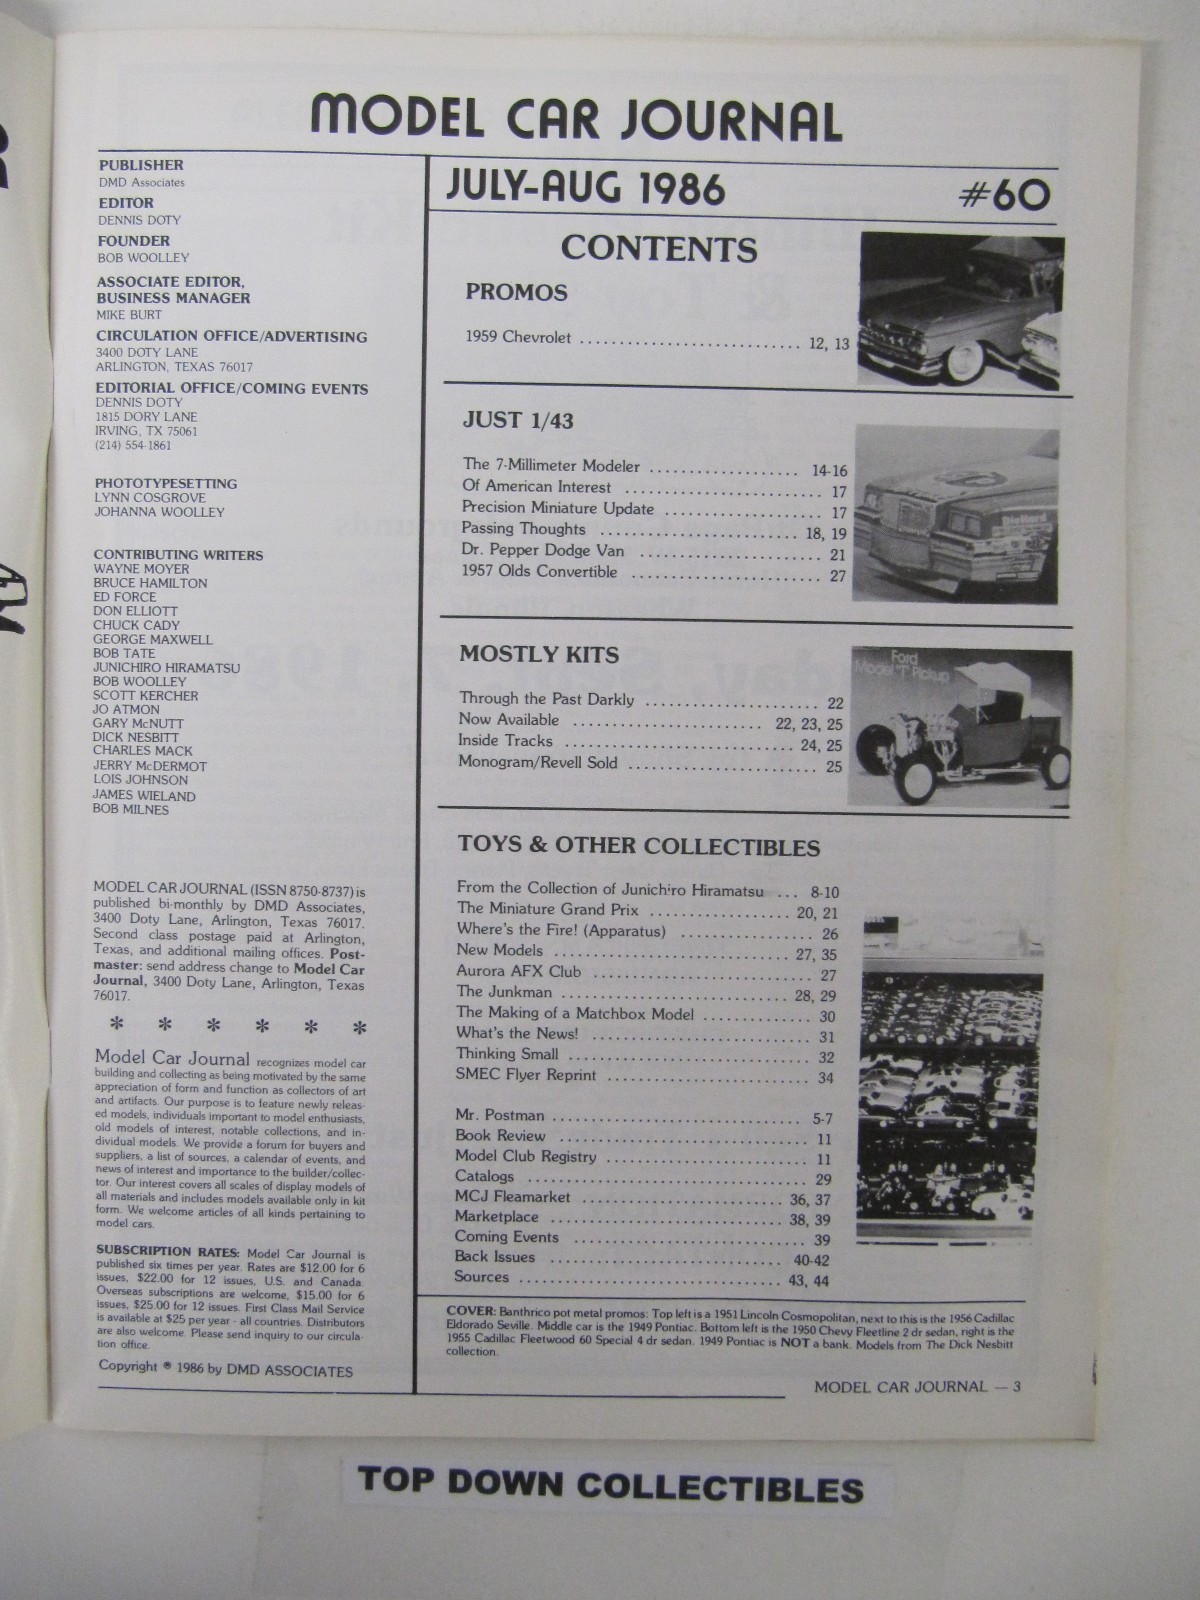 MODEL CAR JOURNAL
PUBLISHER
DMD Associates
EDITOR
DENNIS DOTY
FOUNDER
BOB WOOLLEY
ASSOCIATE EDITOR,
BUSINESS MANAGER
MIKE BURT
CIRCULATION OFFICE/ADVERTISING
3400 DOTY LANE
ARLINGTON, TEXAS 76017
EDITORIAL OFFICE/COMING EVENTS
DENNIS DOTY
1815 DORY LANE
IRVING, TX 75061
(214) 554-1861
PHOTOTYPESETTING
LYNN COSGROVE
JOHANNA WOOLLEY
CONTRIBUTING WRITERS
WAYNE MOYER
BRUCE HAMILTON
ED FORCE
DON ELLIOTT
CHUCK CADY
GEORGE MAXWELL
BOB TATE
JUNICHIRO HIRAMATSU
BOB WOOLLEY
SCOTT KERCHER
JO ATMON
GARY McNUTT
DICK NESBITT
CHARLES MACK
JERRY McDERMOT
LOIS JOHNSON
JAMES WIELAND
BOB MILNES
MODEL CAR JOURNAL (ISSN 8750-8737) is
published bi-monthly by DMD Associates,
3400 Doty Lane, Arlington, Texas 76017.
Second class postage paid at Arlington,
Texas, and additional mailing offices. Post-
master: send address change to Model Car
Journal, 3400 Doty Lane, Arlington, Texas
76017.
* * * * * *
Model Car Journal recognizes model car
building and collecting as being motivated by the same
appreciation of form and function as collectors of art
and artifacts. Our purpose is to feature newly releas-
ed models, individuals important to model enthusiasts,
old models of interest, notable collections, and in-
dividual models. We provide a forum for buyers and
suppliers, a list of sources, a calendar of events, and
news of interest and importance to the builder/collec-
tor. Our interest covers all scales of display models of
all materials and includes models available only in kit
form. We welcome articles of all kinds pertaining to
model cars.
SUBSCRIPTION RATES: Model Car Journal is
published six times per year. Rates are $12.00 for 6
issues, $22.00 for 12 issues, U.S. and Canada.
Overseas subscriptions are welcome, $15.00 for 6
issues, $25.00 for 12 issues. First Class Mail Service
is available at $25 per year - all countries. Distributors
are also welcome. Please send inquiry to our circula-
tion office.
Copyright © 1986 by DMD ASSOCIATES
JULY-AUG 1986 #60
CONTENTS
PROMOS
1959 Chevrolet ........................... 12, 13
JUST 1/43
The 7-Millimeter Modeler ................... 14-16
Of American Interest ......................... 17
Precision Miniature Update .................... 17
Passing Thoughts ......................... 18, 19
Dr. Pepper Dodge Van ....................... 21
1957 Olds Convertible ........................ 27
MOSTLY KITS
Through the Past Darkly ...................... 22
Now Available ........................ 22, 23, 25
Inside Tracks ............................. 24, 25
Monogram/Revell Sold ........................ 25
Ford
Model "T" Pickup
TOYS & OTHER COLLECTIBLES
From the Collection of Junichiro Hiramatsu ... 8-10
The Miniature Grand Prix .................. 20, 21
Where's the Fire! (Apparatus) ................. 26
New Models .............................. 27, 35
Aurora AFX Club ............................ 27
The Junkman ............................. 28, 29
The Making of a Matchbox Model .............. 30
What's the News! ............................ 31
Thinking Small .............................. 32
SMEC Flyer Reprint .......................... 34
Mr. Postman ................................ 5-7
Book Review ................................ 11
Model Club Registry .......................... 11
Catalogs .................................... 29
MCJ Fleamarket .......................... 36, 37
Marketplace .............................. 38, 39
Coming Events .............................. 39
Back Issues .............................. 40-42
Sources .................................. 43, 44
COVER: Banthrico pot metal promos: Top left is a 1951 Lincoln Cosmopolitan, next to this is the 1956 Cadillac
Eldorado Seville. Middle car is the 1949 Pontiac. Bottom left is the 1950 Chevy Fleetline 2 dr sedan, right is the
1955 Cadillac Fleetwood 60 Special 4 dr sedan. 1949 Pontiac is NOT a bank. Models from The Dick Nesbitt
collection.
MODEL CAR JOURNAL — 3
TOP DOWN COLLECTIBLES